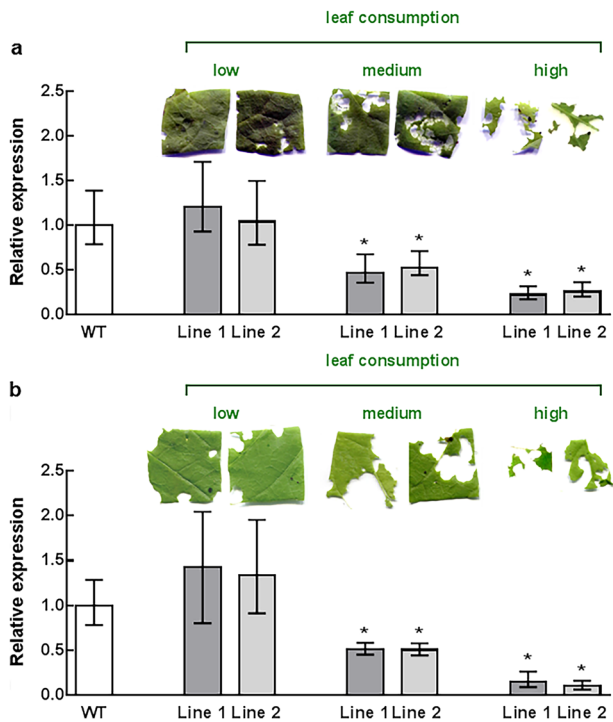 leaf consumption
a
low medium high
Relative expression
2.5
2.0
1.5
1.0
0.5
0.0
* * * *
WT Line 1 Line 2 Line 1 Line 2 Line 1 Line 2
leaf consumption
b
low medium high
Relative expression
2.5
2.0
1.5
1.0
0.5
0.0
* * * *
WT Line 1 Line 2 Line 1 Line 2 Line 1 Line 2